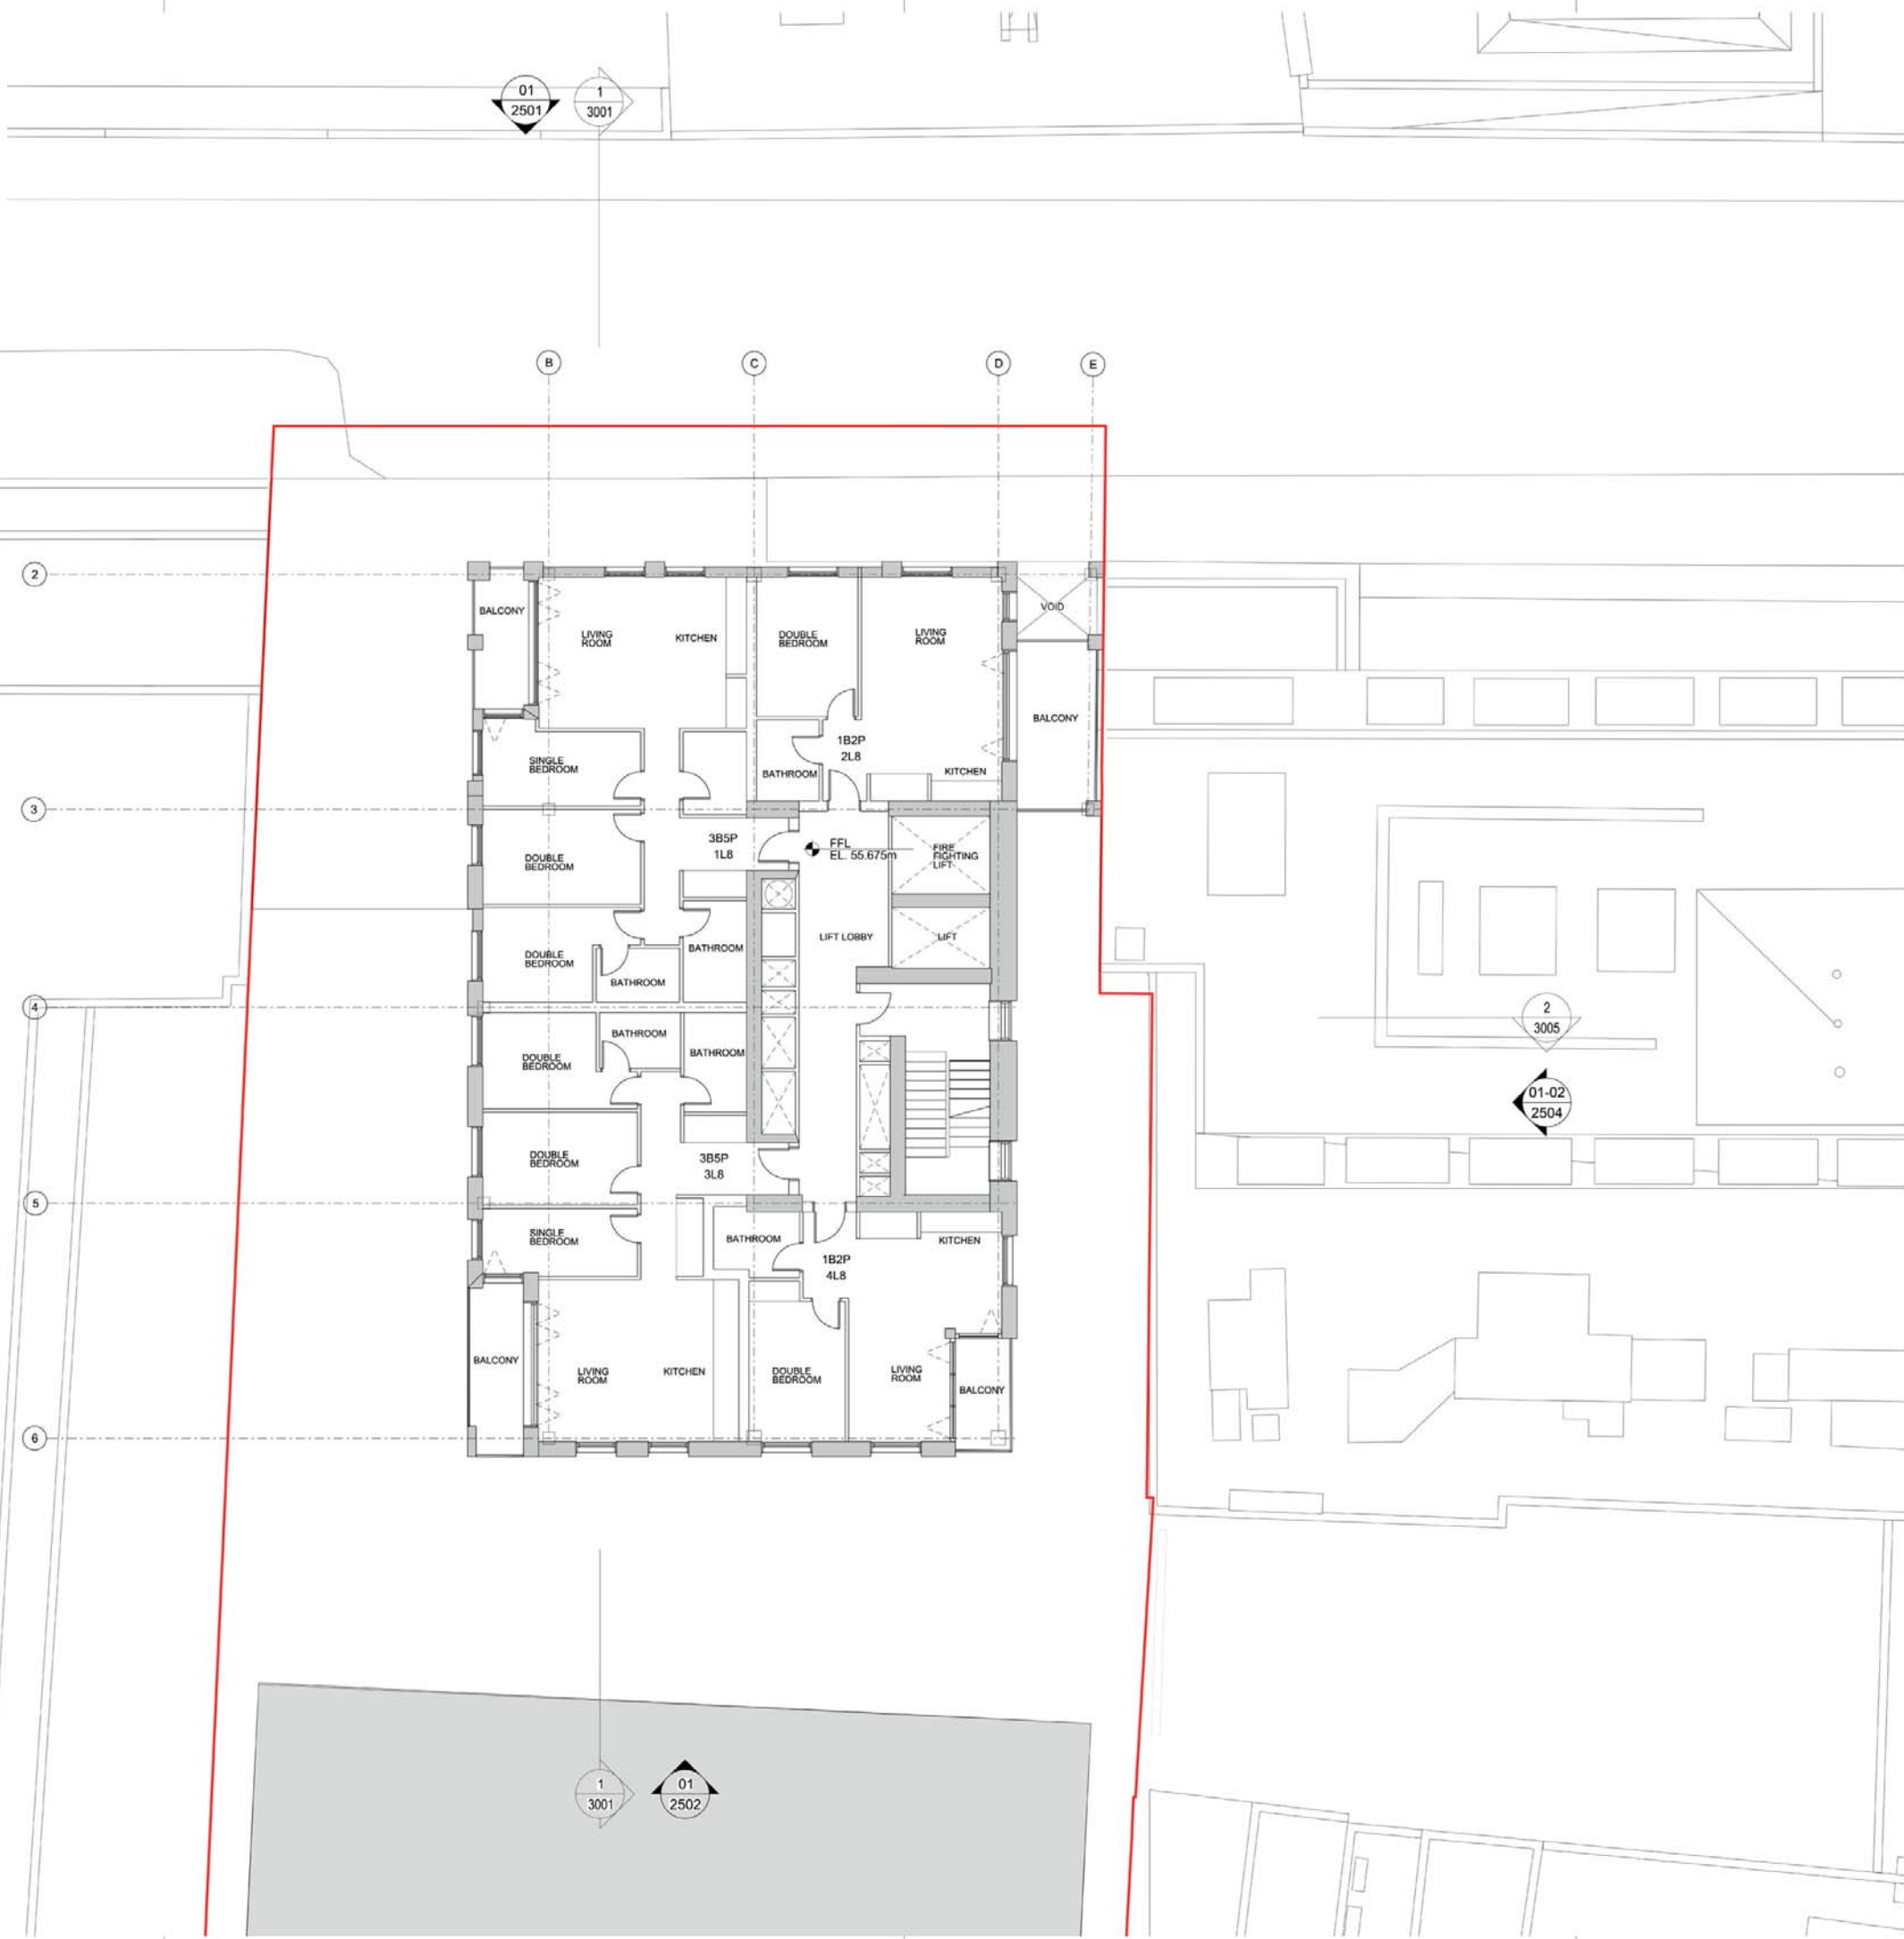 01
2501
1
3001
B
C
D
E
2
BALCONY
LIVING
ROOM
KITCHEN
DOUBLE
BEDROOM
LIVING
ROOM
VOID
BALCONY
1B2P
2L8
SINGLE
BEDROOM
BATHROOM
KITCHEN
3
3B5P
1L8
FFL
EL. 55.675m
FIRE
FIGHTING
LIFT
DOUBLE
BEDROOM
LIFT LOBBY
LIFT
BATHROOM
DOUBLE
BEDROOM
BATHROOM
4
2
3005
BATHROOM
BATHROOM
DOUBLE
BEDROOM
01-02
2504
DOUBLE
BEDROOM
3B5P
3L8
5
SINGLE
BEDROOM
BATHROOM
KITCHEN
1B2P
4L8
BALCONY
LIVING
ROOM
KITCHEN
DOUBLE
BEDROOM
LIVING
ROOM
BALCONY
6
1
3001
01
2502